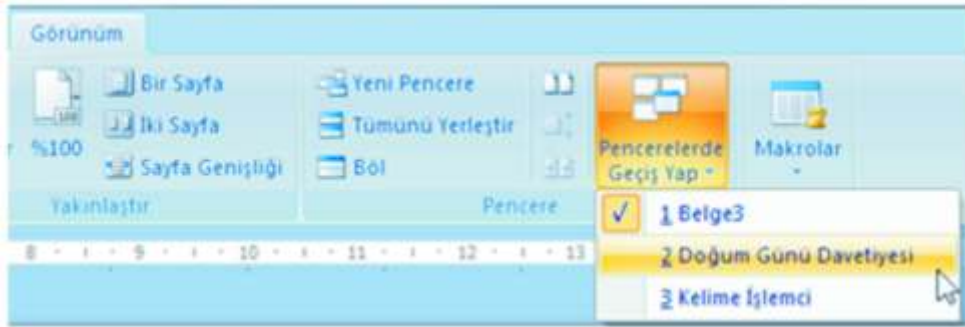 Görünüm
%100
Bir Sayfa
İki Sayfa
Sayfa Genişliği
Yakınlaştır
Yeni Pencere
Tümünü Yerleştir
Böl
Pencere
Pencerelerde
Geçiş Yap
Makrolar
1 Belge3
2 Doğum Günü Davetiyesi
3 Kelime İşlemci
8 9 10 11 12 13